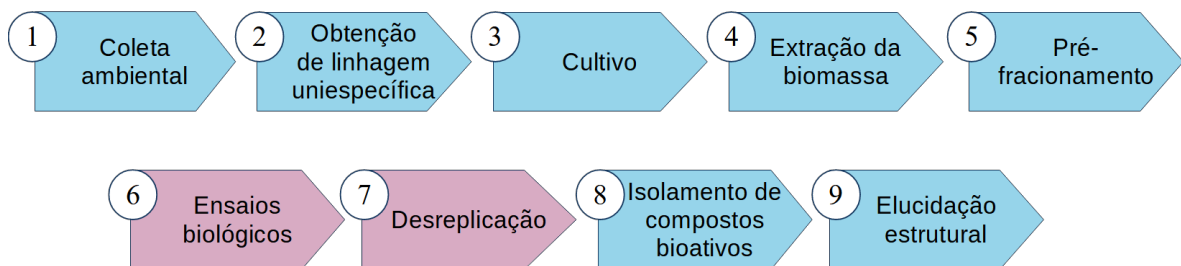 1
Coleta
ambiental
2
Obtenção
de linhagem
uniespecífica
3
Cultivo
4
Extração da
biomassa
5
Pré-
fracionamento
6
Ensaios
biológicos
7
Desreplicação
8
Isolamento de
compostos
bioativos
9
Elucidação
estrutural